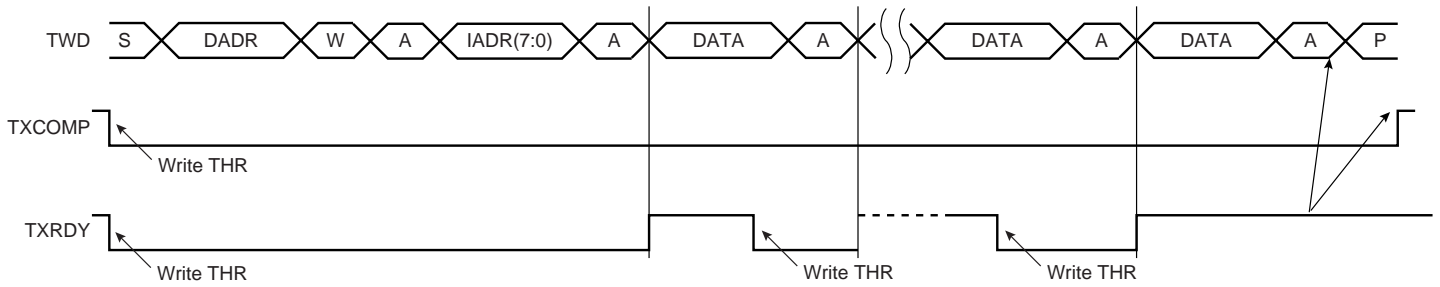 TWD S DADR W A IADR(7:0) A DATA A DATA A DATA A P
TXCOMP
Write THR
TXRDY
Write THR Write THR Write THR